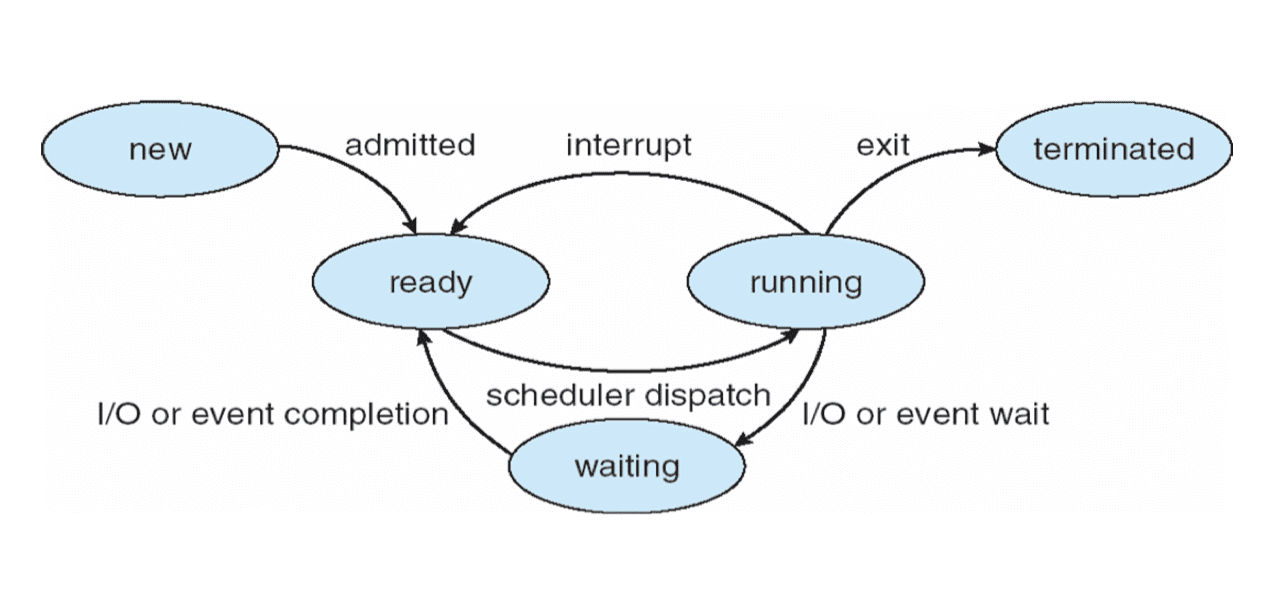 new
admitted
interrupt
exit
terminated
ready
running
scheduler dispatch
I/O or event completion
I/O or event wait
waiting